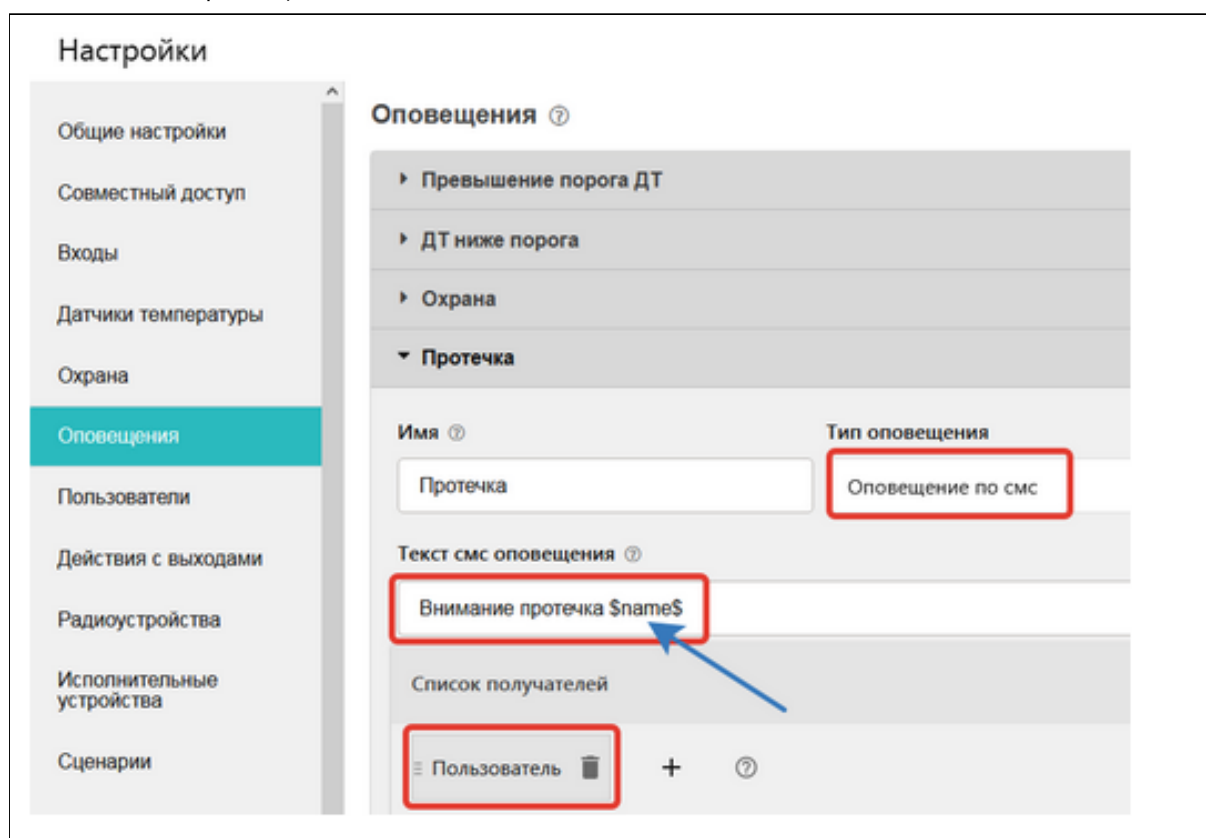 Настройки
Общие настройки
Совместный доступ
Входы
Датчики температуры
Охрана
Оповещения
Пользователи
Действия с выходами
Радиоустройства
Исполнительные
устройства
Сценарии
Оповещения
Превышение порога ДТ
ДТ ниже порога
Охрана
Протечка
Имя
Тип оповещения
Протечка
Оповещение по смс
Текст смс оповещения
Внимание протечка $name$
Список получателей
Пользователь